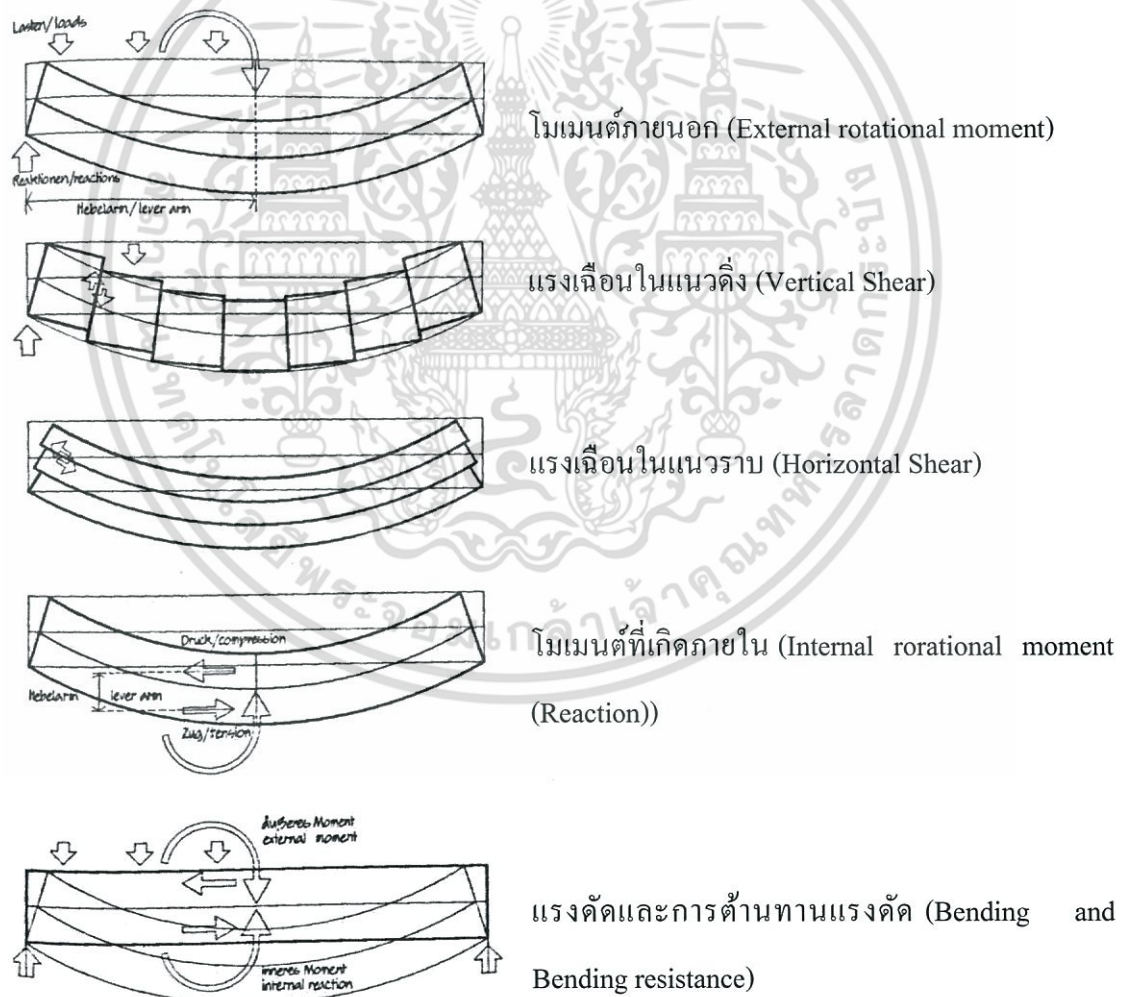 Lasten/loads
Reaktionen/reactions
Hebelarm/lever arm
โมเมนต์ภายนอก (External rotational moment)
แรงเฉือนในแนวดิ่ง (Vertical Shear)
แรงเฉือนในแนวราบ (Horizontal Shear)
Druck/compression
Hebelarm lever arm
Zug/tension
โมเมนต์ที่เกิดภายใน (Internal rorational moment
(Reaction))
äußeres Moment
external moment
inneres Moment
internal reaction
แรงดัดและการต้านทานแรงดัด (Bending and
Bending resistance)